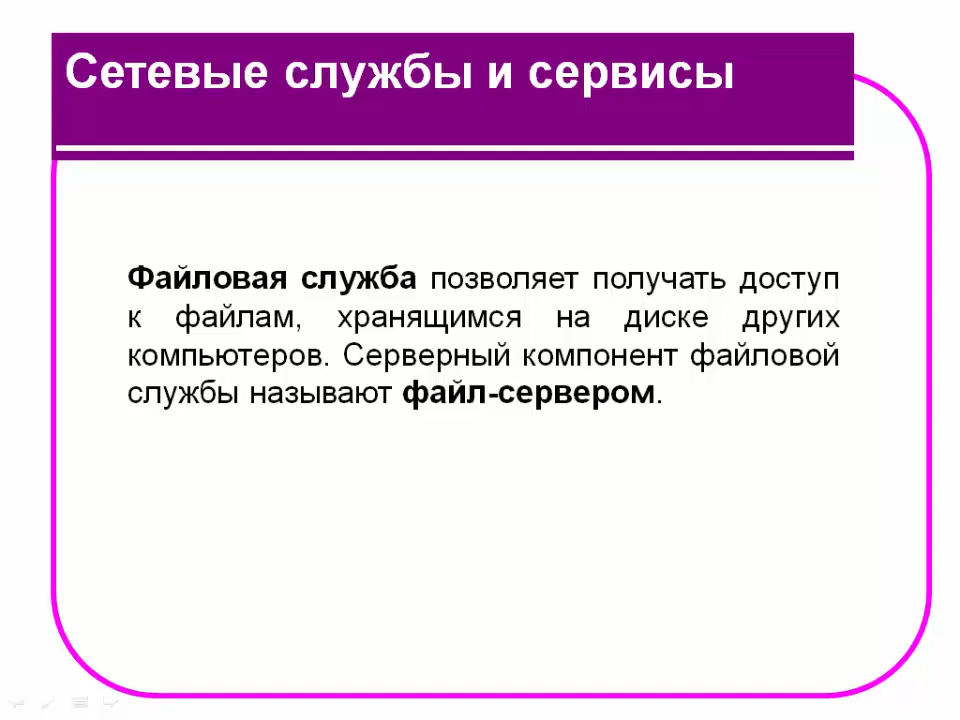 Сетевые службы и сервисы
Файловая служба позволяет получать доступ
к файлам, хранящимся на диске других
компьютеров. Серверный компонент файловой
службы называют файл-сервером.